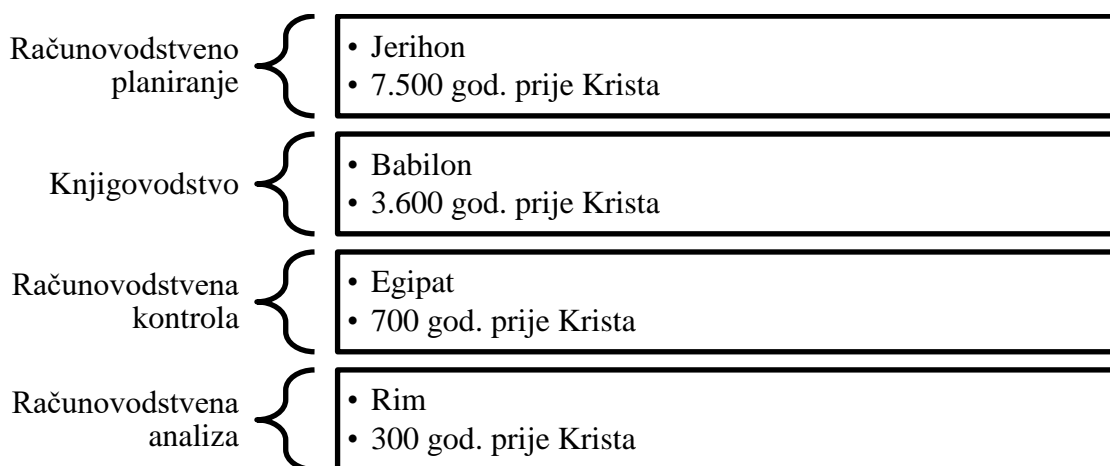 Računovodstveno
planiranje
• Jerihon
• 7.500 god. prije Krista
Knjigovodstvo
• Babilon
• 3.600 god. prije Krista
Računovodstvena
kontrola
• Egipat
• 700 god. prije Krista
Računovodstvena
analiza
• Rim
• 300 god. prije Krista